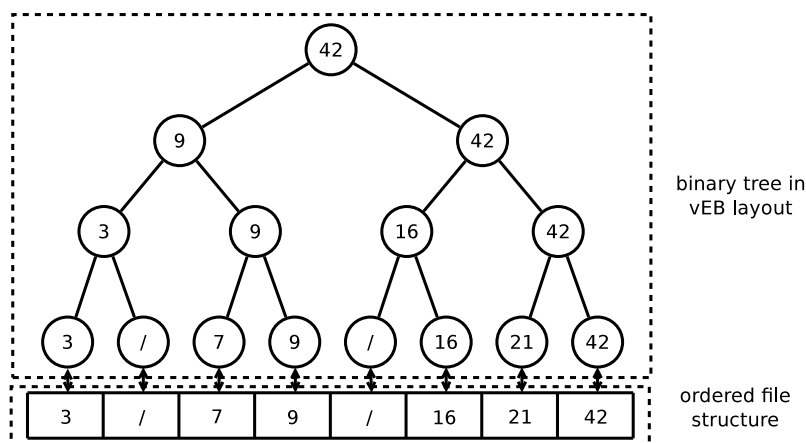 42
9 42
3 9 16 42
3 / 7 9 / 16 21 42
binary tree in
vEB layout
3 / 7 9 / 16 21 42
ordered file
structure